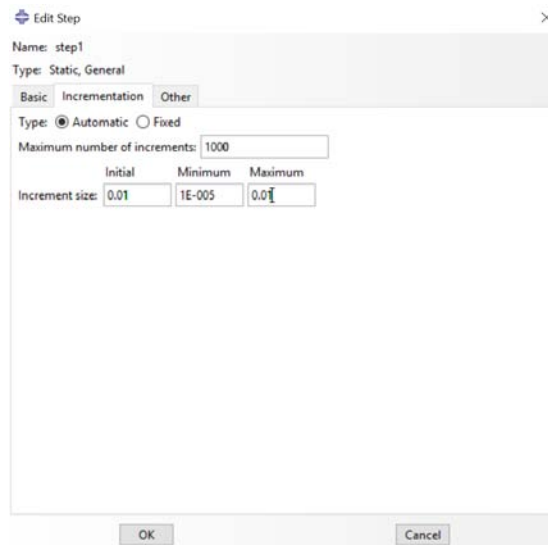 Edit Step
Name: step1
Type: Static, General
Basic Incrementation Other
Type: Automatic Fixed
Maximum number of increments: 1000
Initial Minimum Maximum
Increment size: 0.01 1E-005 0.01
OK Cancel